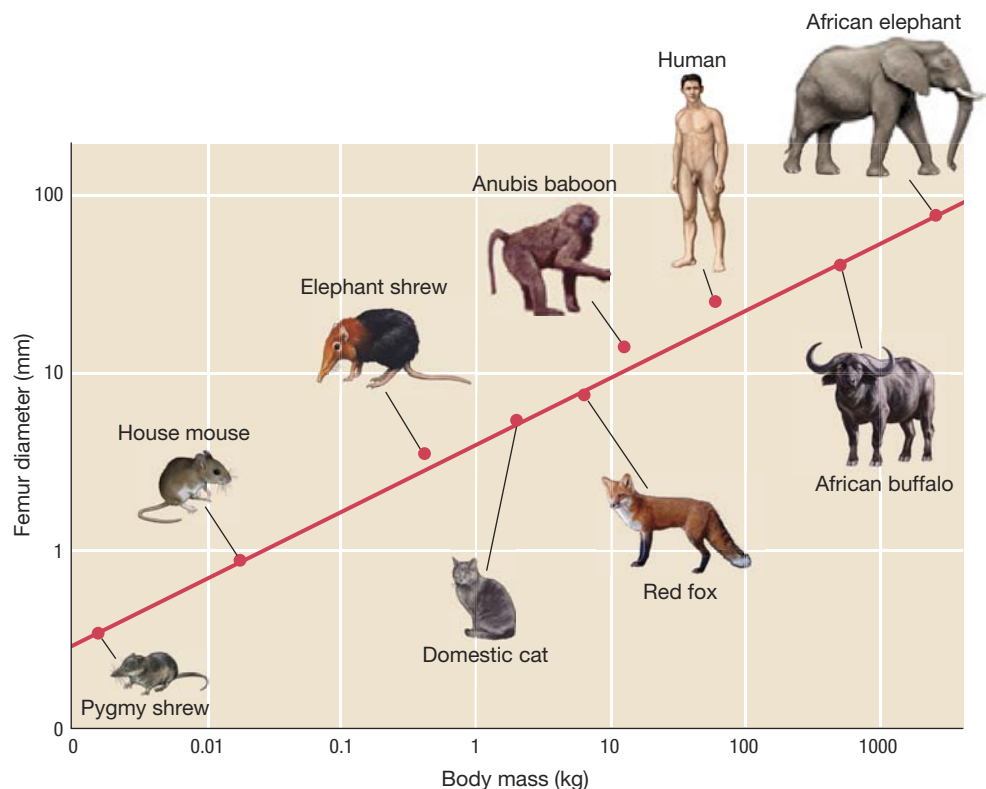 African elephant
Human
Anubis baboon
Elephant shrew
House mouse
African buffalo
Red fox
Domestic cat
Pygmy shrew
Femur diameter (mm)
100
10
1
0
0
0.01
0.1
1
10
100
1000
Body mass (kg)